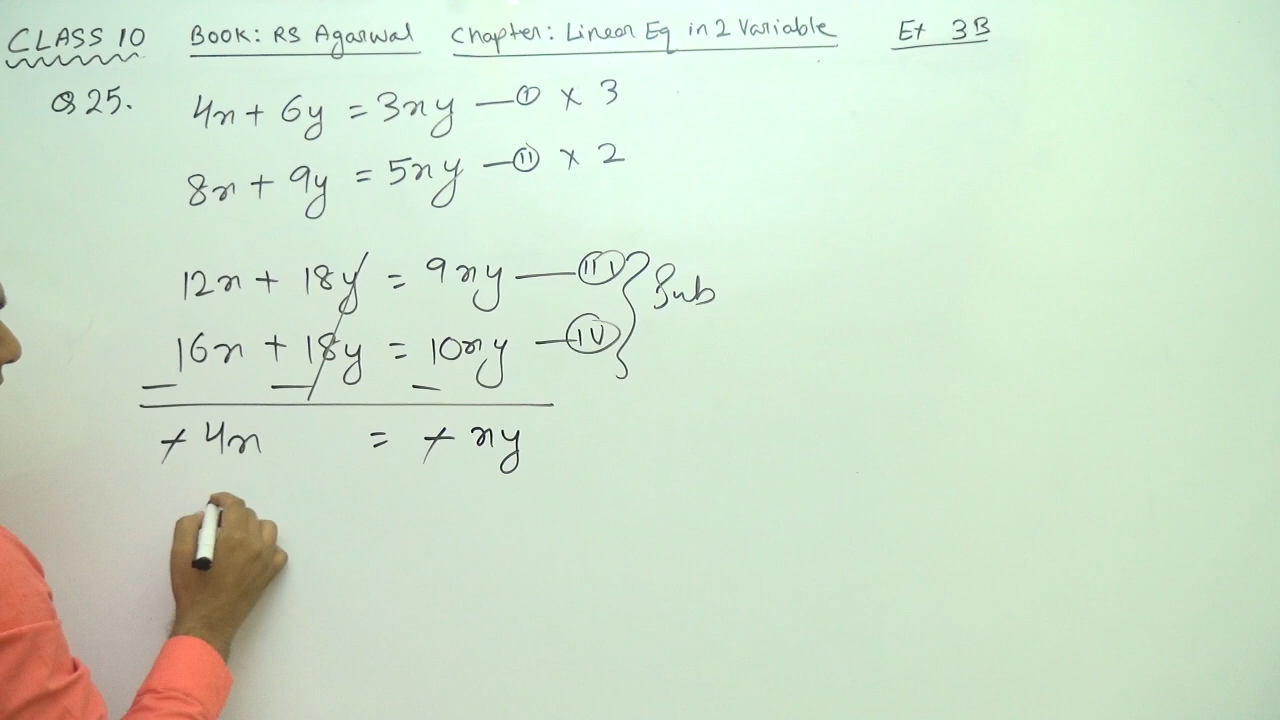 CLASS 10 Book: RS Agarwal Chapter: Linear Eq in 2 Variable Ex 3B
Q 25. 4x + 6y = 3xy — (I) × 3
8x + 9y = 5xy — (II) × 2
12x + 18y = 9xy — (III) } Sub
16x + 18y = 10xy — (IV)
− − −
- 4x = - xy